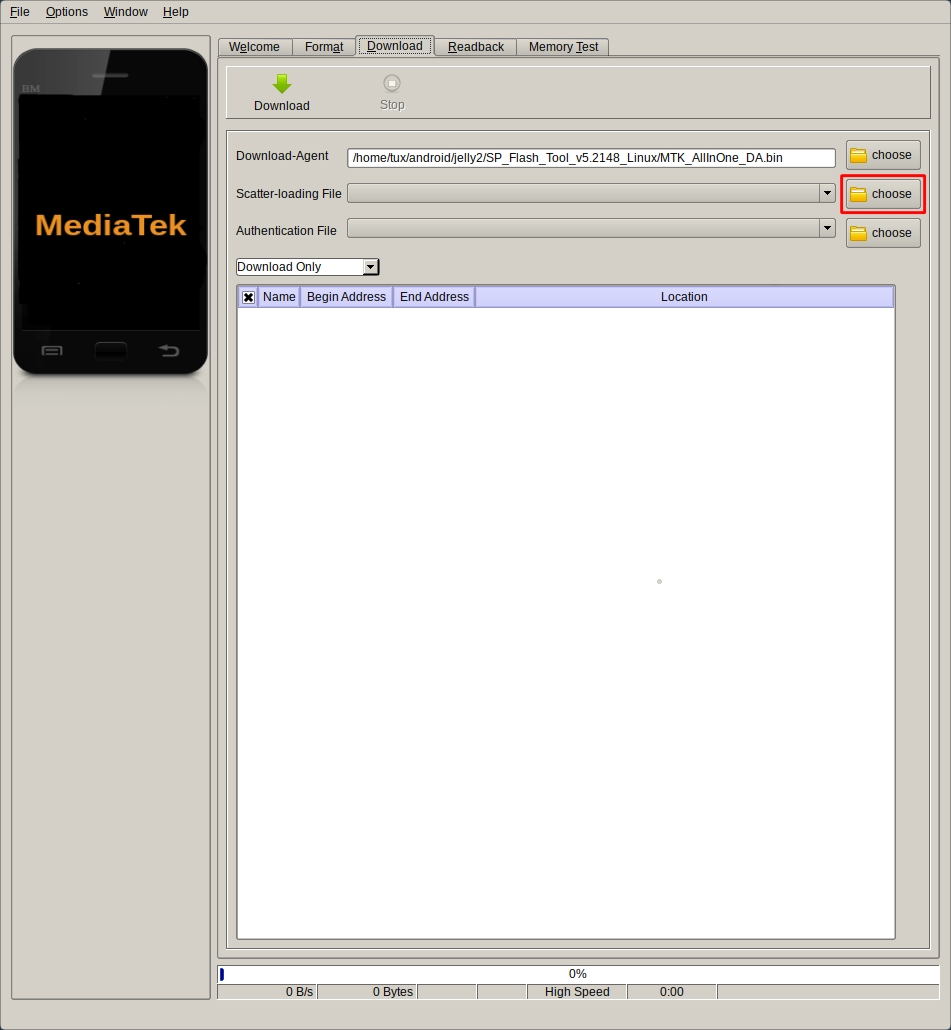 File Options Window Help
Welcome Format Download Readback Memory Test
BM
Download Stop
MediaTek
Download-Agent /home/tux/android/jelly2/SP_Flash_Tool_v5.2148_Linux/MTK_AllInOne_DA.bin choose
Scatter-loading File choose
Authentication File choose
Download Only
Name Begin Address End Address Location
0%
0 B/s 0 Bytes High Speed 0:00